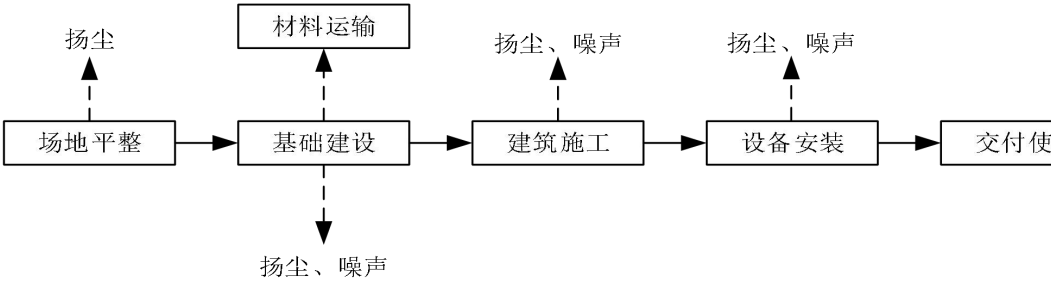 材料运输
扬尘
扬尘、噪声
扬尘、噪声
场地平整
基础建设
建筑施工
设备安装
交付使
扬尘、噪声